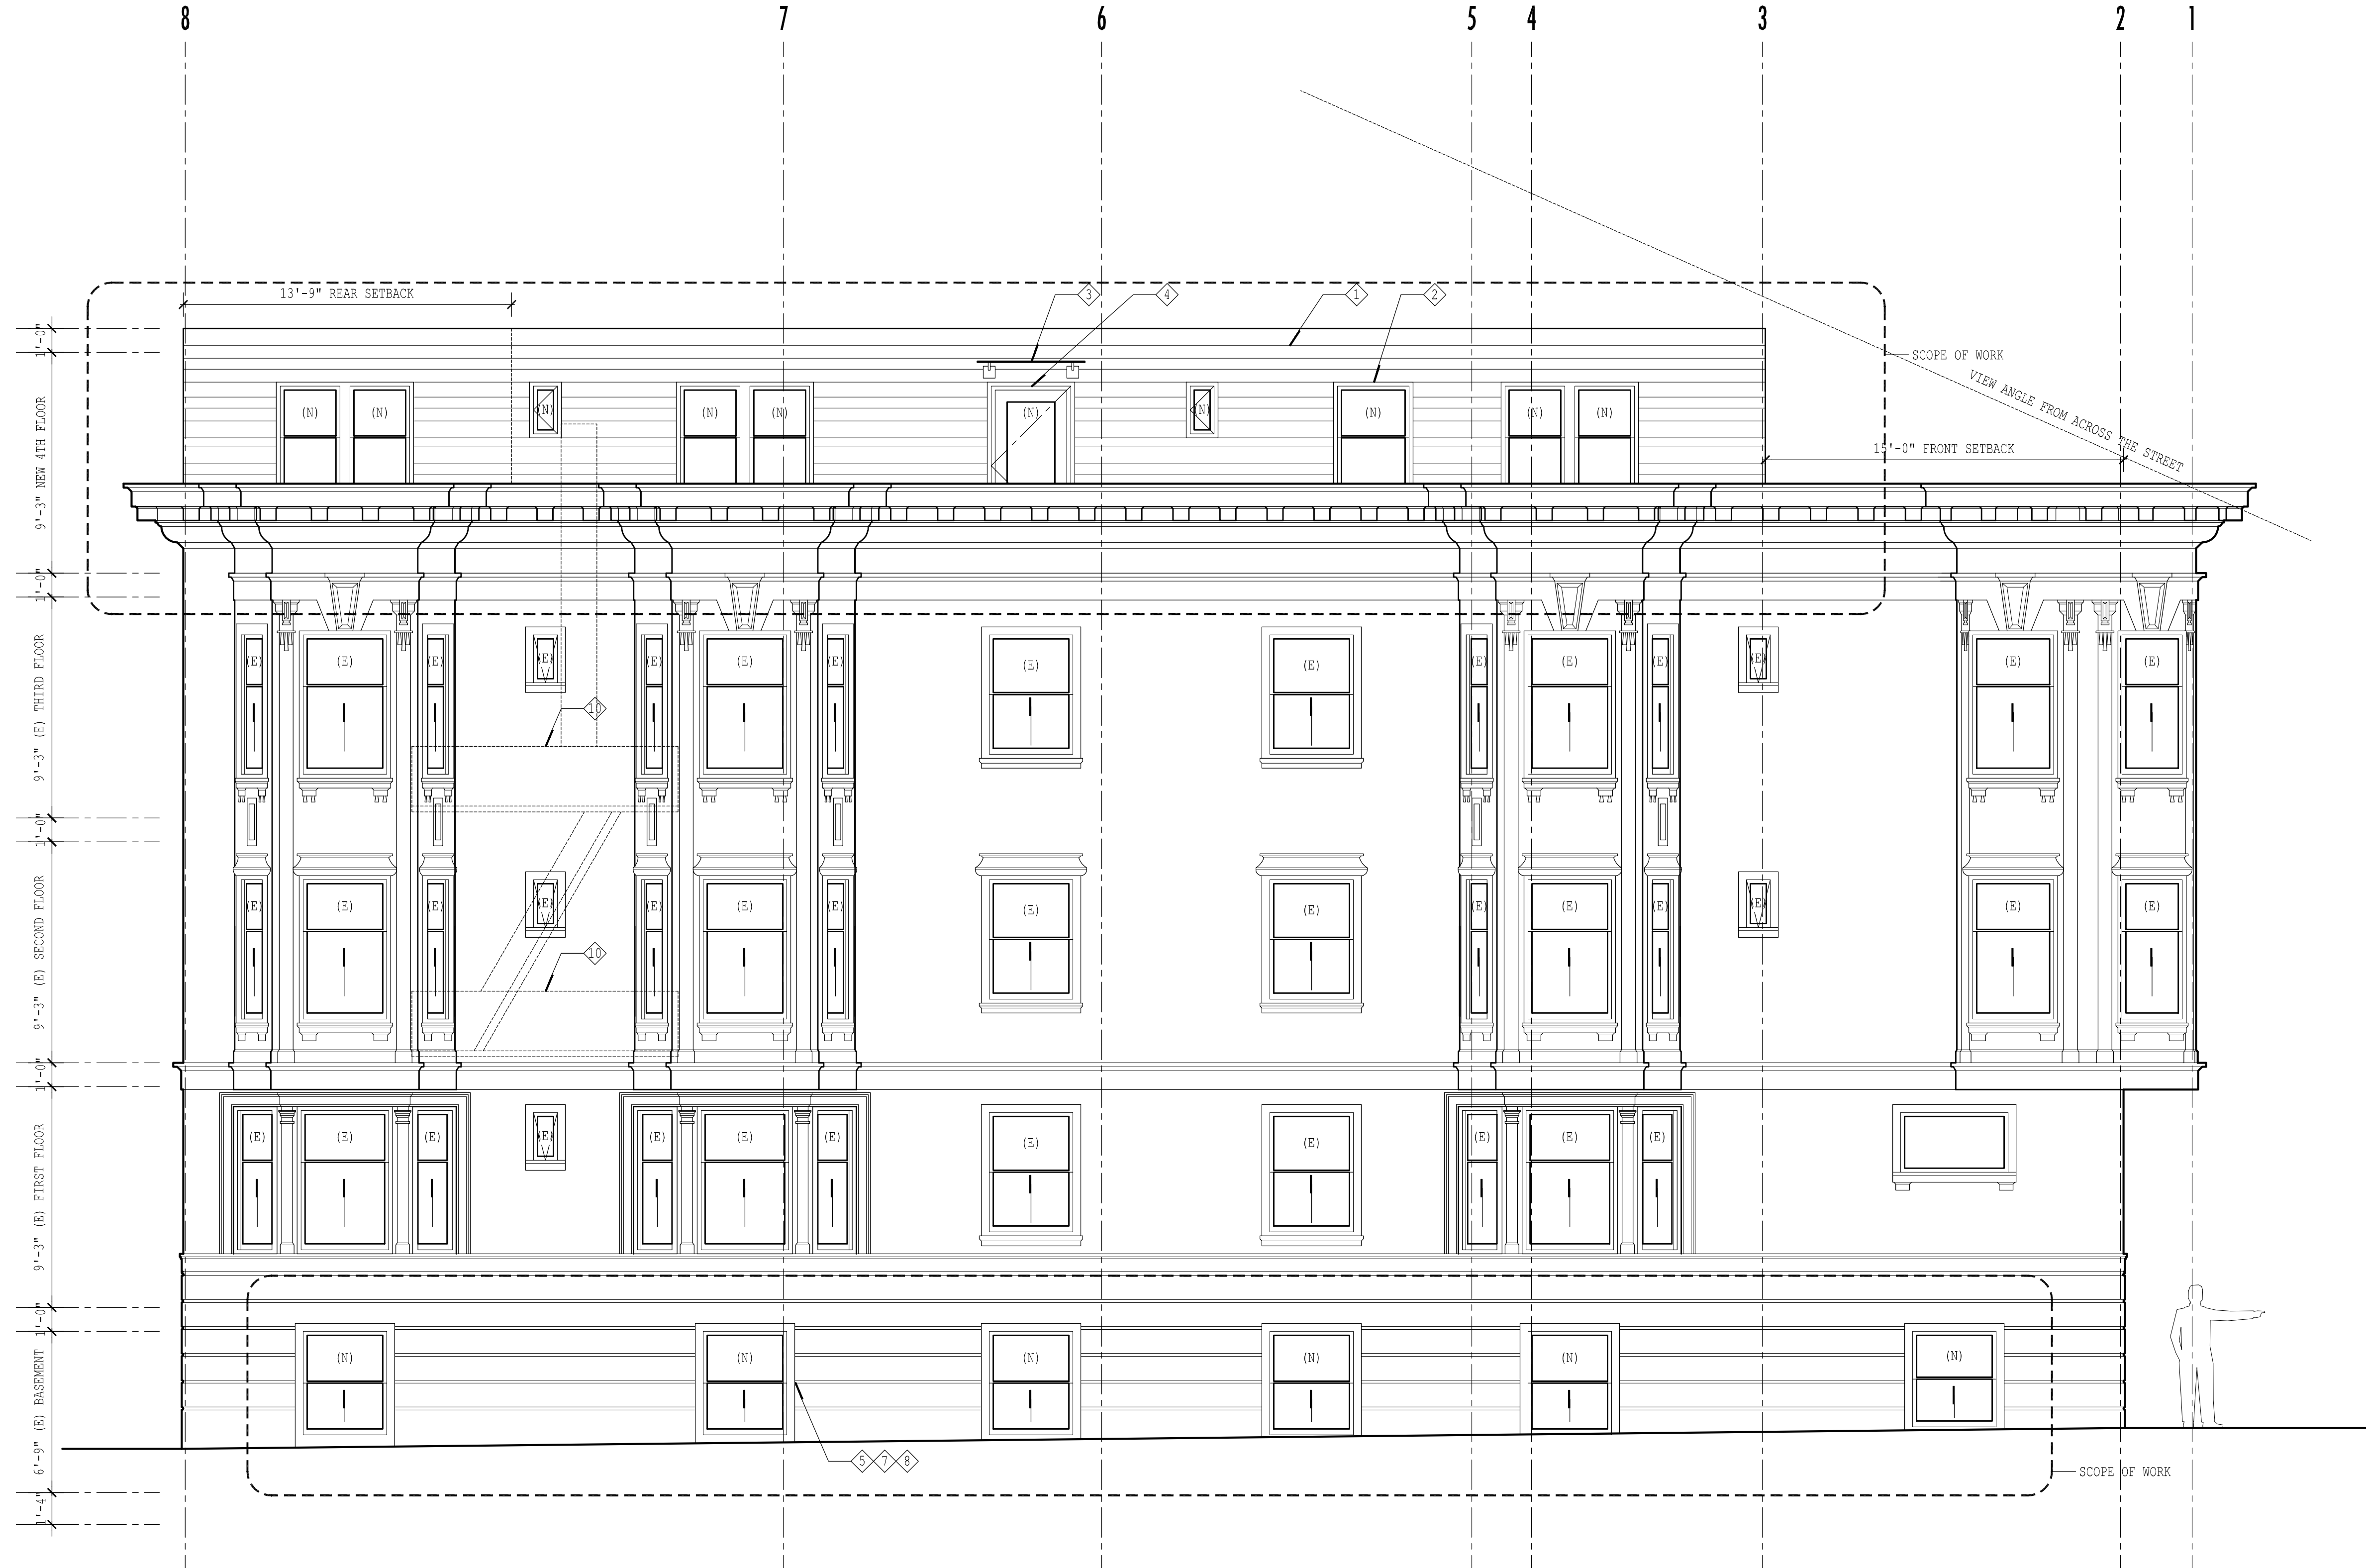 8 7 6 5 4 3 2 1
13'-9" REAR SETBACK
3 4 1 2
SCOPE OF WORK
VIEW ANGLE FROM ACROSS THE STREET
15'-0" FRONT SETBACK
1'-0"
9'-3" NEW 4TH FLOOR
1'-0"
9'-3" (E) THIRD FLOOR
1'-0"
9'-3" (E) SECOND FLOOR
1'-0"
9'-3" (E) FIRST FLOOR
1'-0"
6'-9" (E) BASEMENT
1'-4"
(N) (N) (N) (N) (N) (N) (N) (N) (N) (N)
(E) (E) (E) (E) (E) (E) (E) (E) (E) (E) (E) (E) (E) (E) (E)
10
(E) (E) (E) (E) (E) (E) (E) (E) (E) (E) (E) (E) (E) (E) (E)
10
(E) (E) (E) (E) (E) (E) (E) (E) (E) (E) (E) (E)
(N) (N) (N) (N) (N) (N)
5 7 8
SCOPE OF WORK